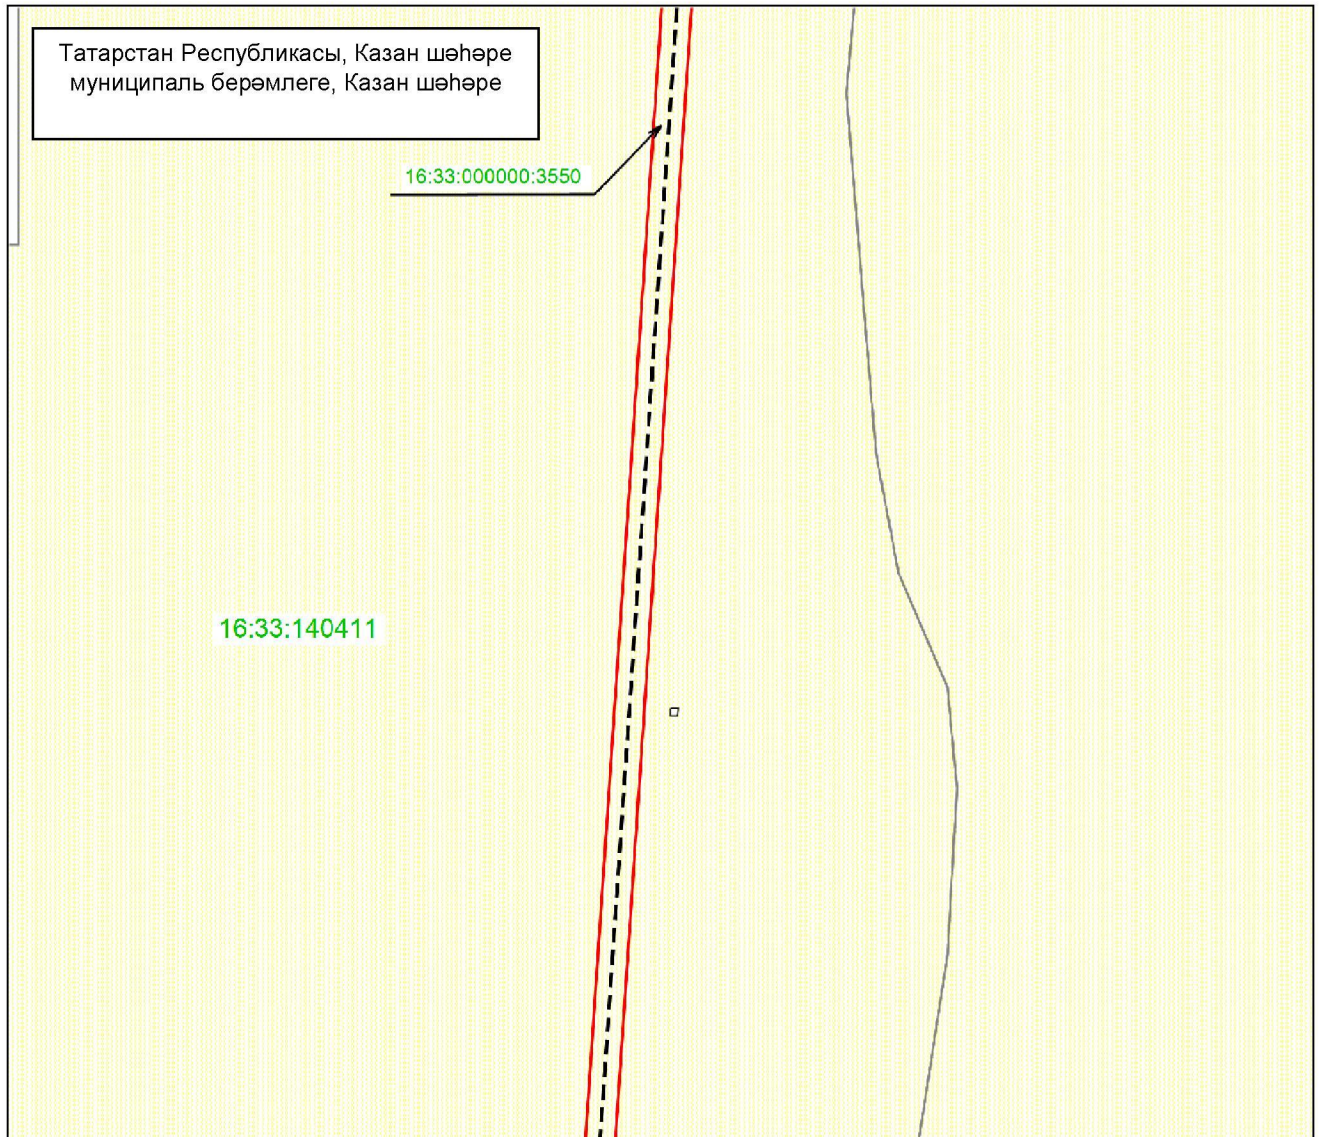 Татарстан Республикасы, Казан шәһәре
муниципаль берәмлеге, Казан шәһәре
16:33:000000:3550
16:33:140411